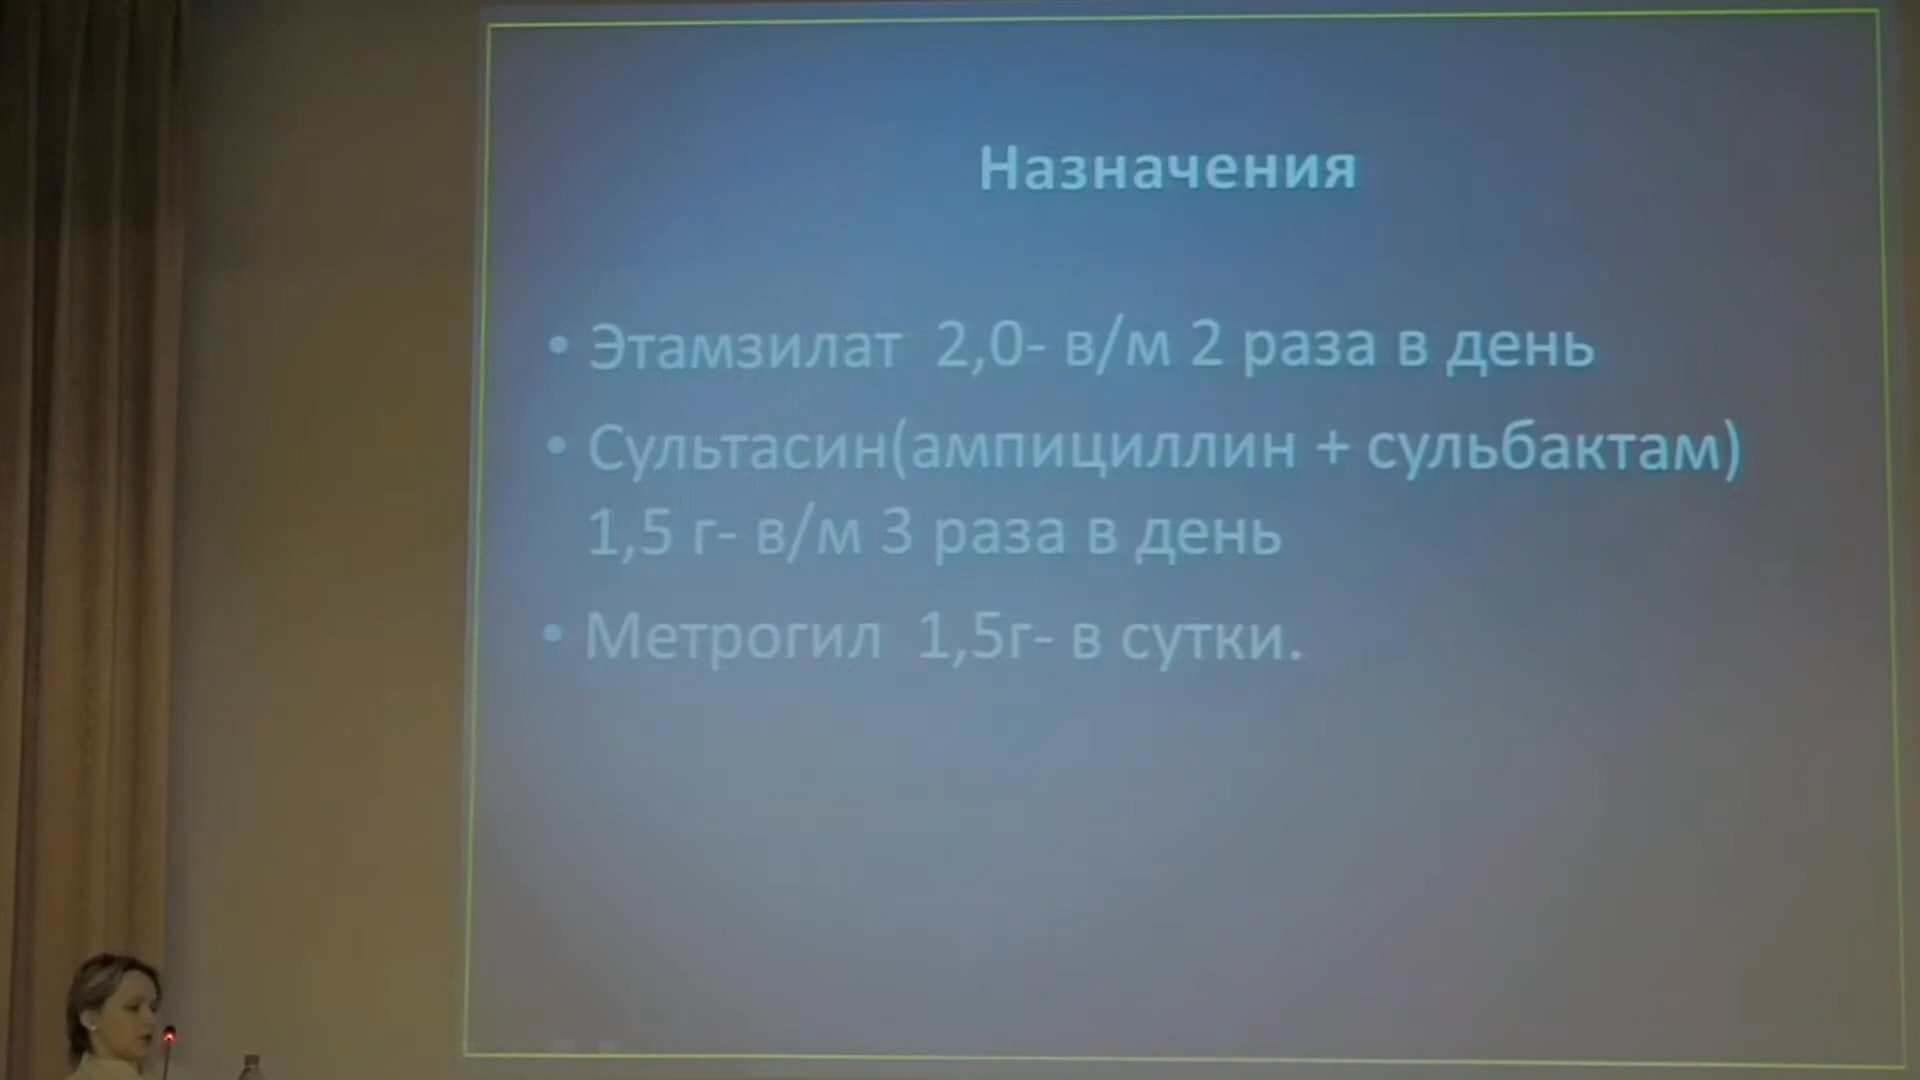 Назначения
• Этамзилат 2,0- в/м 2 раза в день
• Сультасин(ампициллин + сульбактам)
1,5 г- в/м 3 раза в день
• Метрогил 1,5г- в сутки.